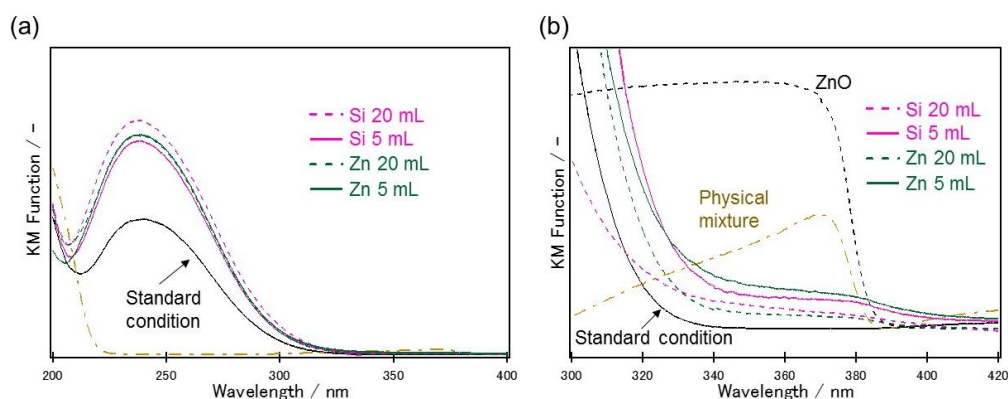 (a)
KM Function / -
Si 20 mL
Si 5 mL
Zn 20 mL
Zn 5 mL
Standard
condition
200
250
300
350
400
Wavelength / nm
(b)
KM Function / -
ZnO
Si 20 mL
Si 5 mL
Zn 20 mL
Zn 5 mL
Physical
mixture
Standard condition
300
320
340
360
380
400
420
Wavelength / nm